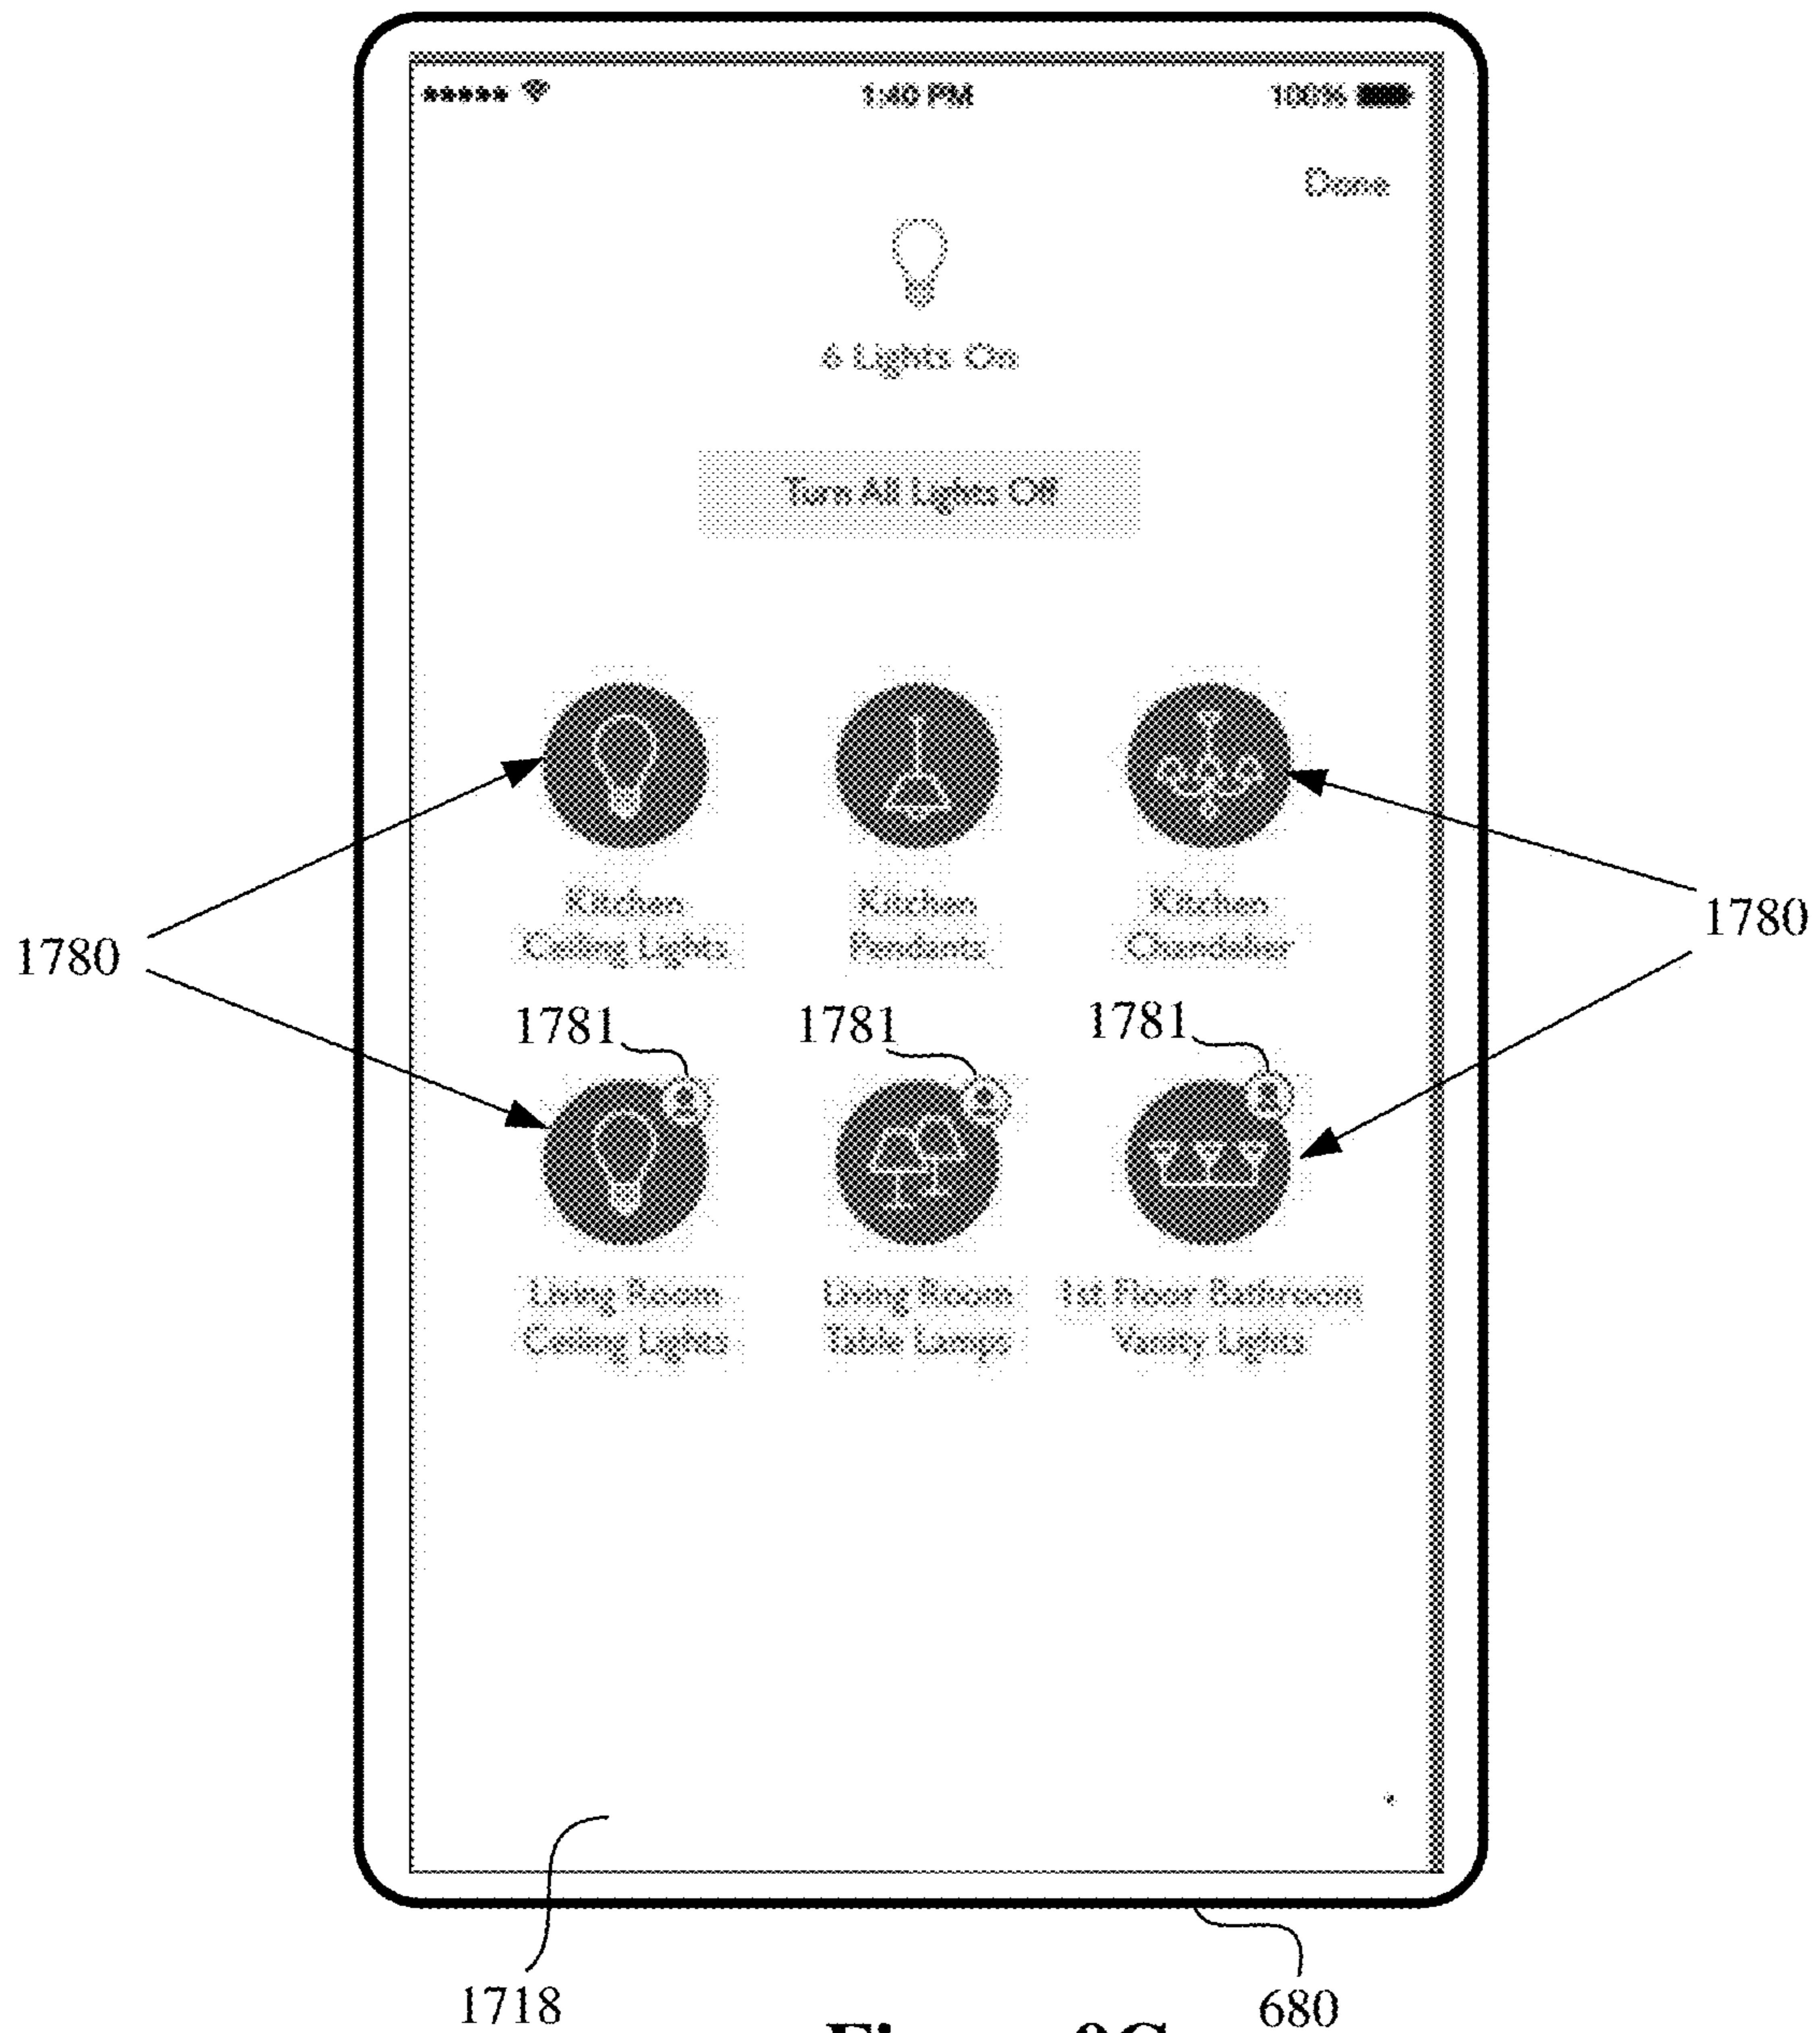 1:40 PM
100%
Done
6 Lights On
Turn All Lights Off
Kitchen
Ceiling Lights
Kitchen
Pendants
Kitchen
Chandelier
1780
1780
1781
1781
1781
Living Room
Ceiling Lights
Living Room
Table Lamps
1st Floor Bathroom
Vanity Lights
1718
680